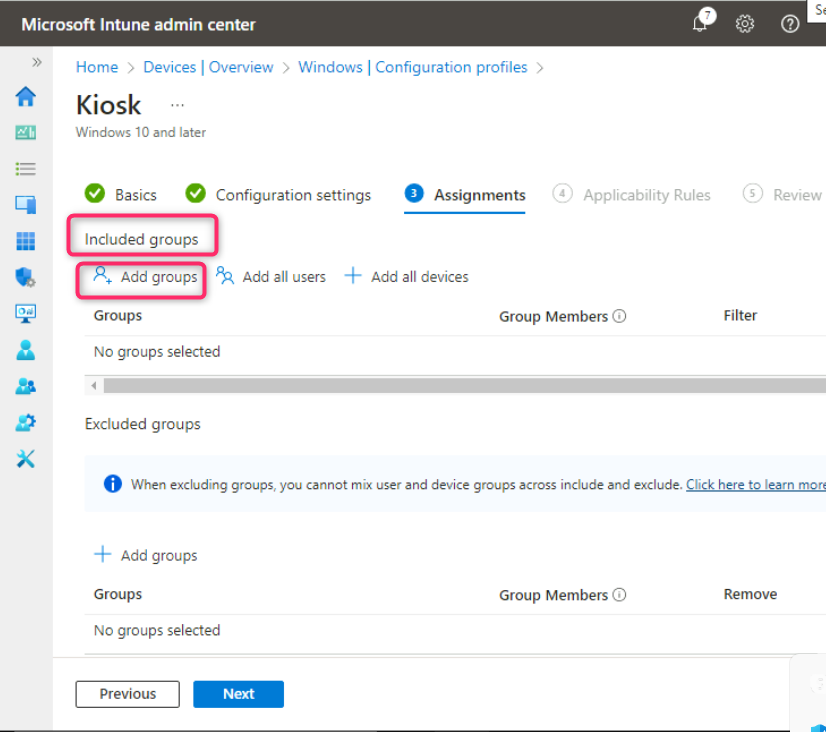 Microsoft Intune admin center
7
Home > Devices | Overview > Windows | Configuration profiles >
Kiosk ...
Windows 10 and later
Basics Configuration settings 3 Assignments 4 Applicability Rules 5 Review
Included groups
Add groups Add all users Add all devices
Groups Group Members Filter
No groups selected
Excluded groups
When excluding groups, you cannot mix user and device groups across include and exclude. Click here to learn more
Add groups
Groups Group Members Remove
No groups selected
Previous Next